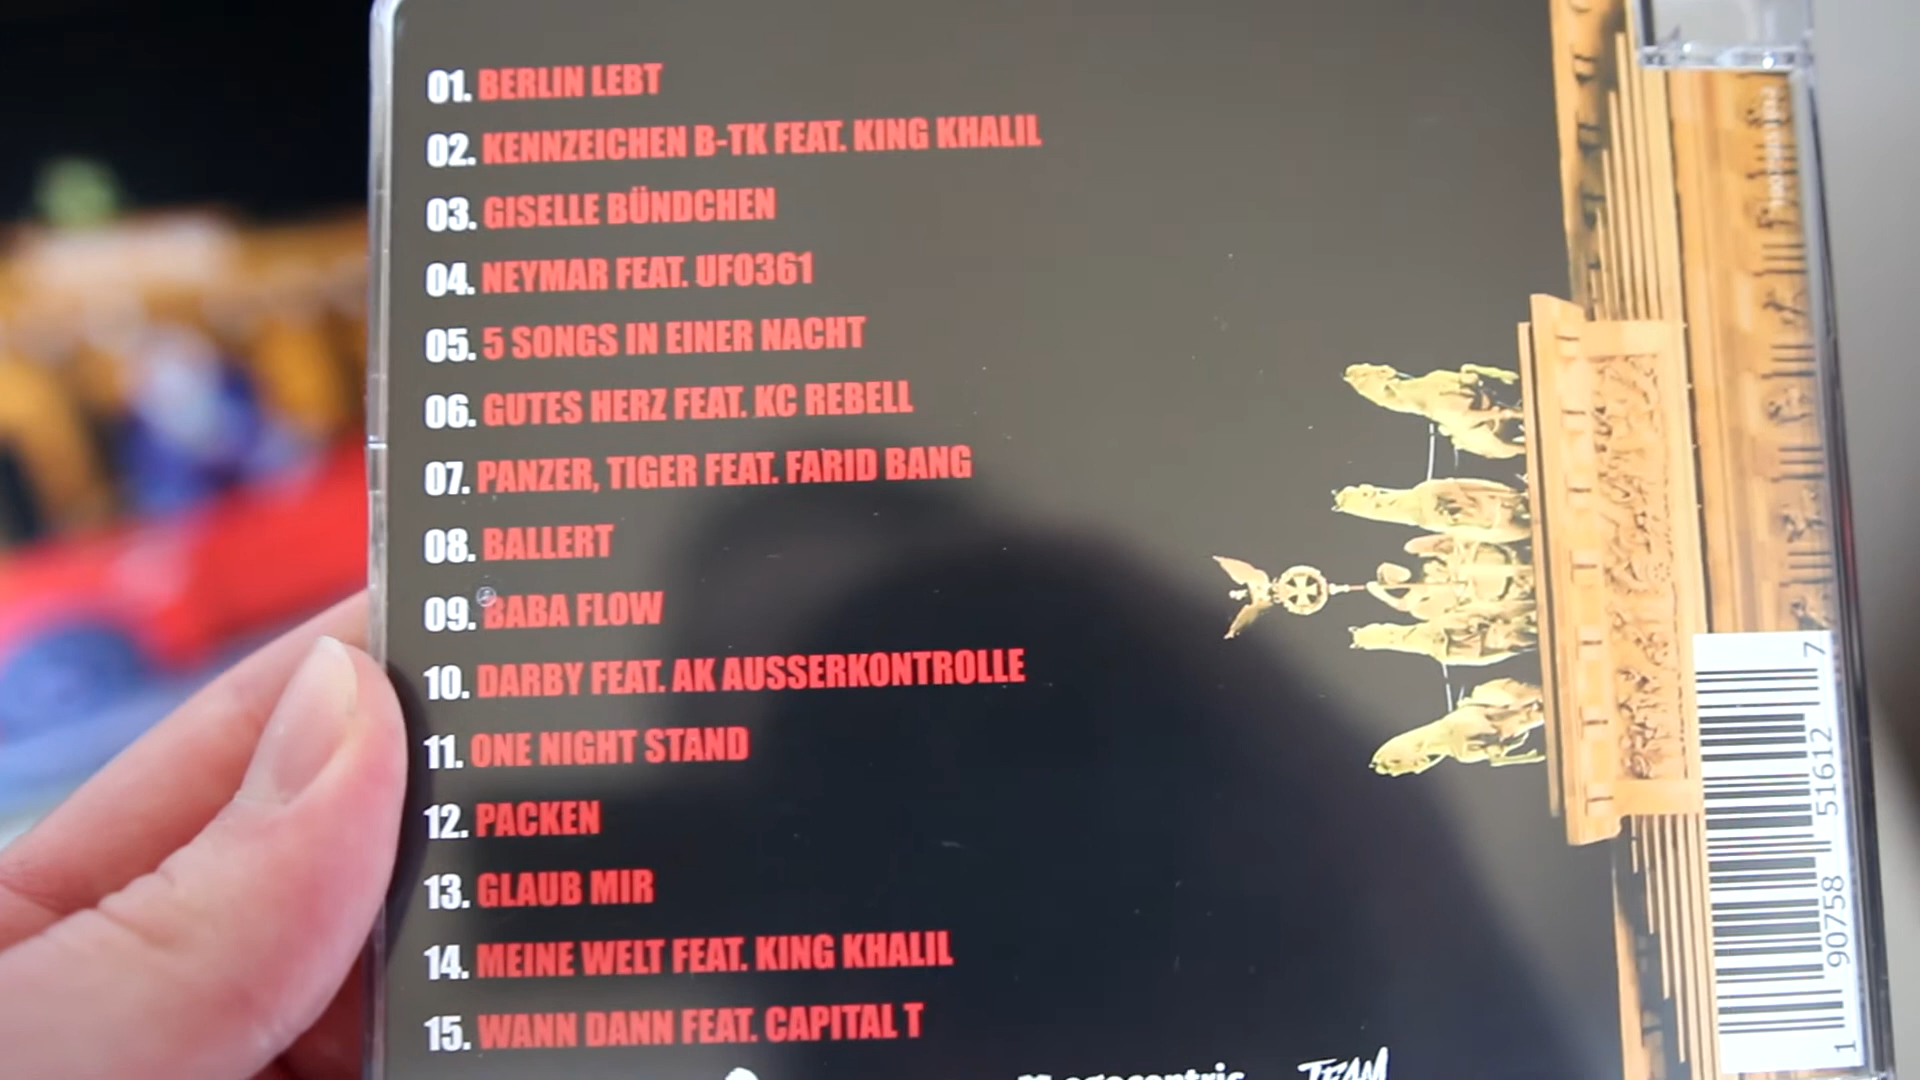 01. BERLIN LEBT
02. KENNZEICHEN B-TK FEAT. KING KHALIL
03. GISELLE BÜNDCHEN
04. NEYMAR FEAT. UFO361
05. 5 SONGS IN EINER NACHT
06. GUTES HERZ FEAT. KC REBELL
07. PANZER, TIGER FEAT. FARID BANG
08. BALLERT
09. BABA FLOW
10. DARBY FEAT. AK AUSSERKONTROLLE
11. ONE NIGHT STAND
12. PACKEN
13. GLAUB MIR
14. MEINE WELT FEAT. KING KHALIL
15. WANN DANN FEAT. CAPITAL T
egocentric
TEAM
1 90758 51612 7